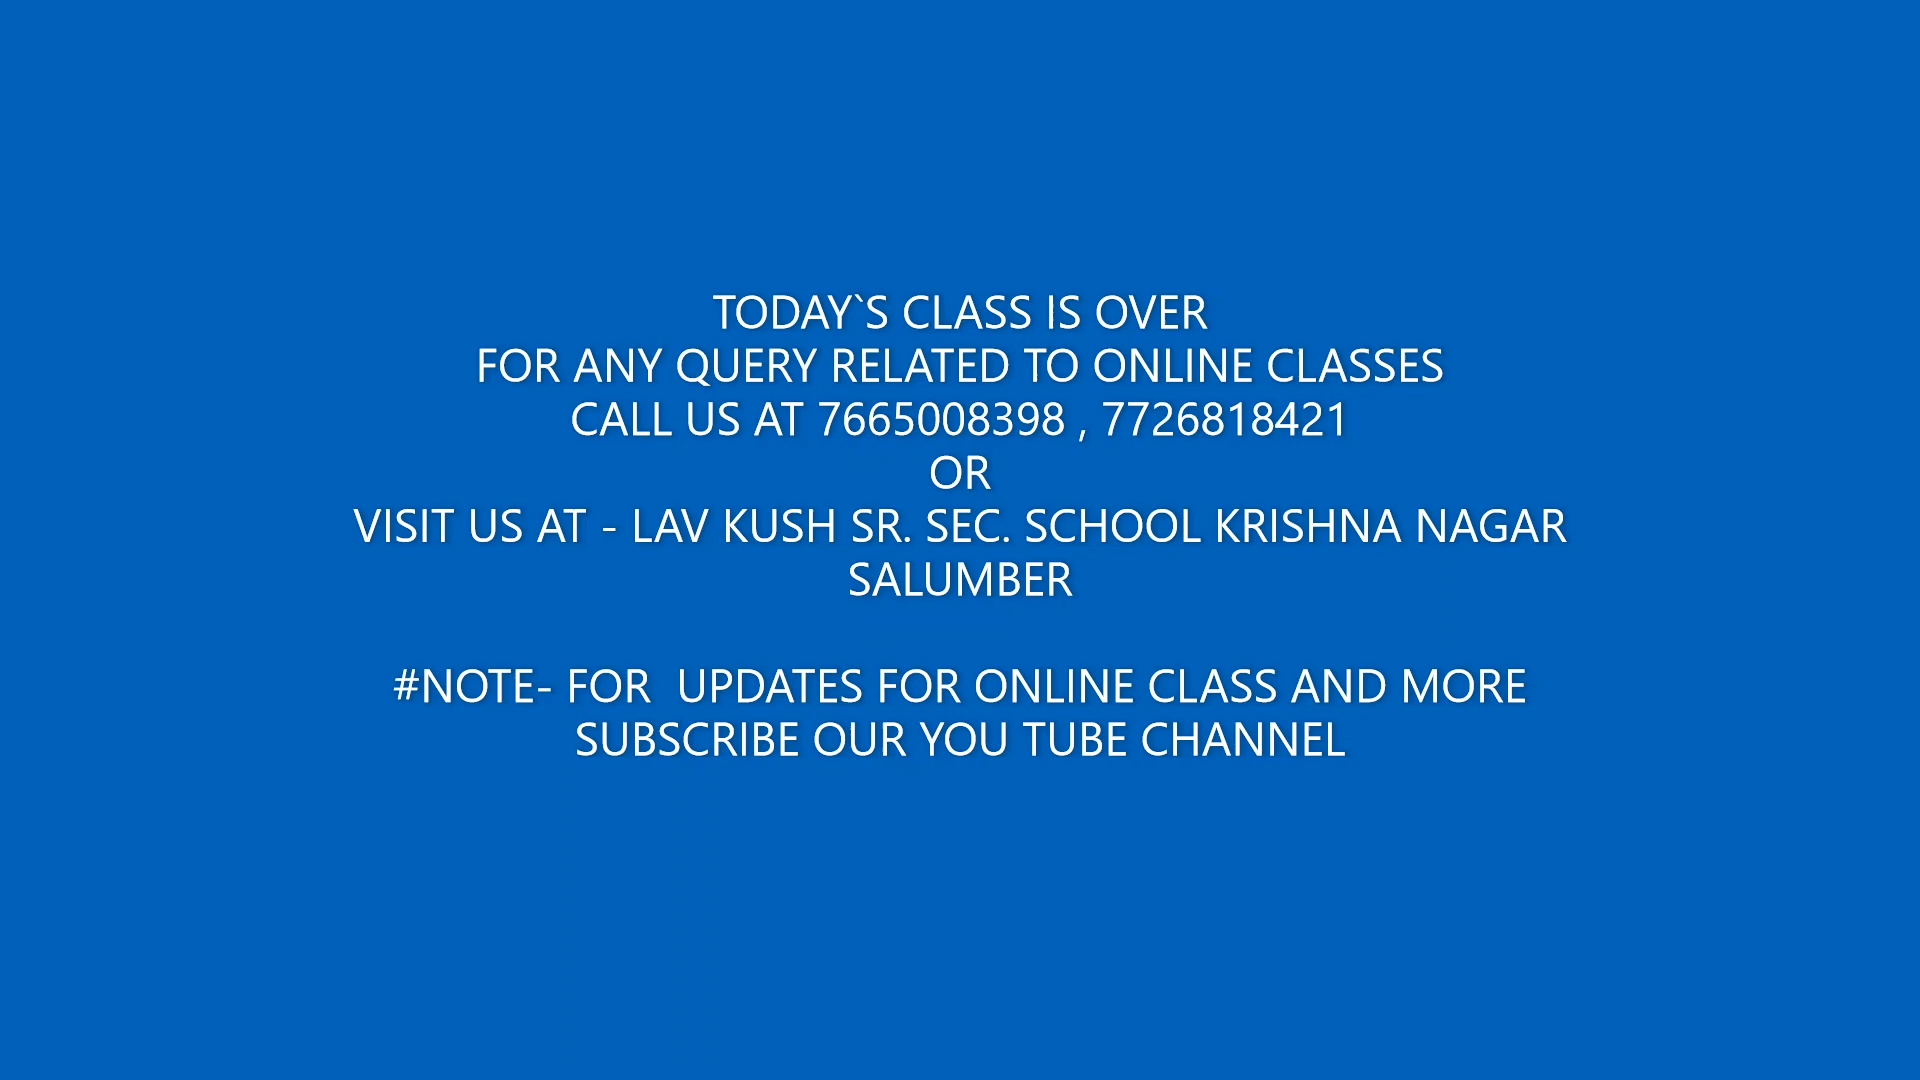 TODAY`S CLASS IS OVER
FOR ANY QUERY RELATED TO ONLINE CLASSES
CALL US AT 7665008398 , 7726818421
OR
VISIT US AT - LAV KUSH SR. SEC. SCHOOL KRISHNA NAGAR
SALUMBER
#NOTE- FOR  UPDATES FOR ONLINE CLASS AND MORE
SUBSCRIBE OUR YOU TUBE CHANNEL